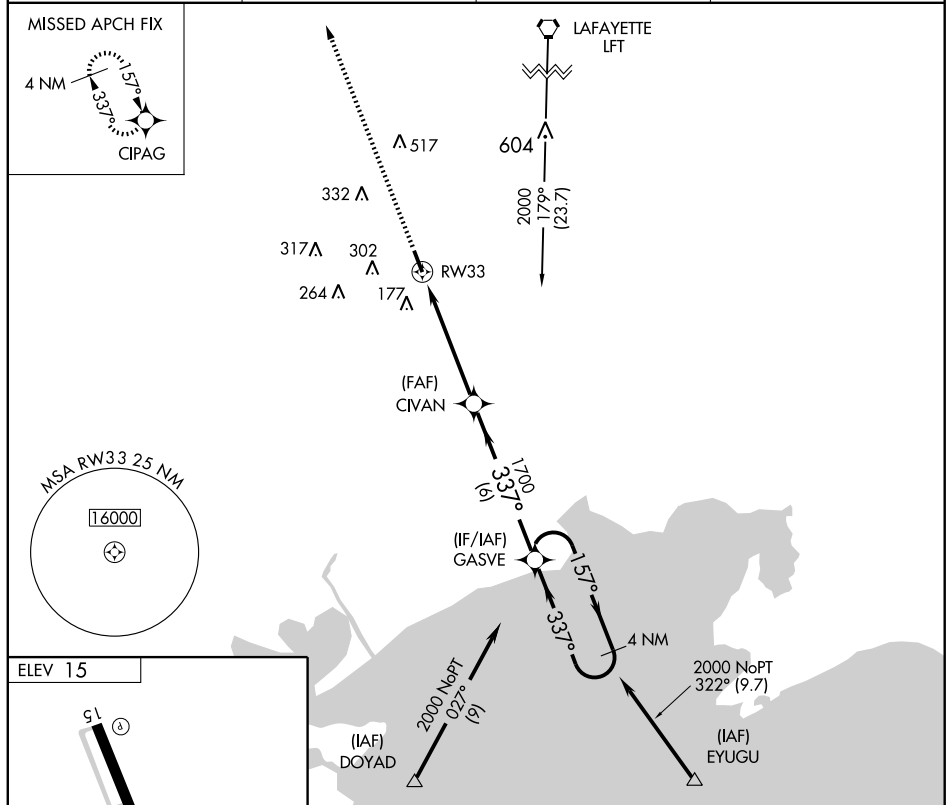 MISSED APCH FIX
4 NM
157°
337°
CIPAG
LAFAYETTE
LFT
604
2000
179°
(23.7)
517
332
317
302
264
177
RW33
(FAF)
CIVAN
1700
337°
(6)
MSA RW33 25 NM
16000
(IF/IAF)
GASVE
157°
337°
4 NM
2000 NoPT
322° (9.7)
2000 NoPT
027°
(9)
(IAF)
DOYAD
(IAF)
EYUGU
ELEV 15
15
P